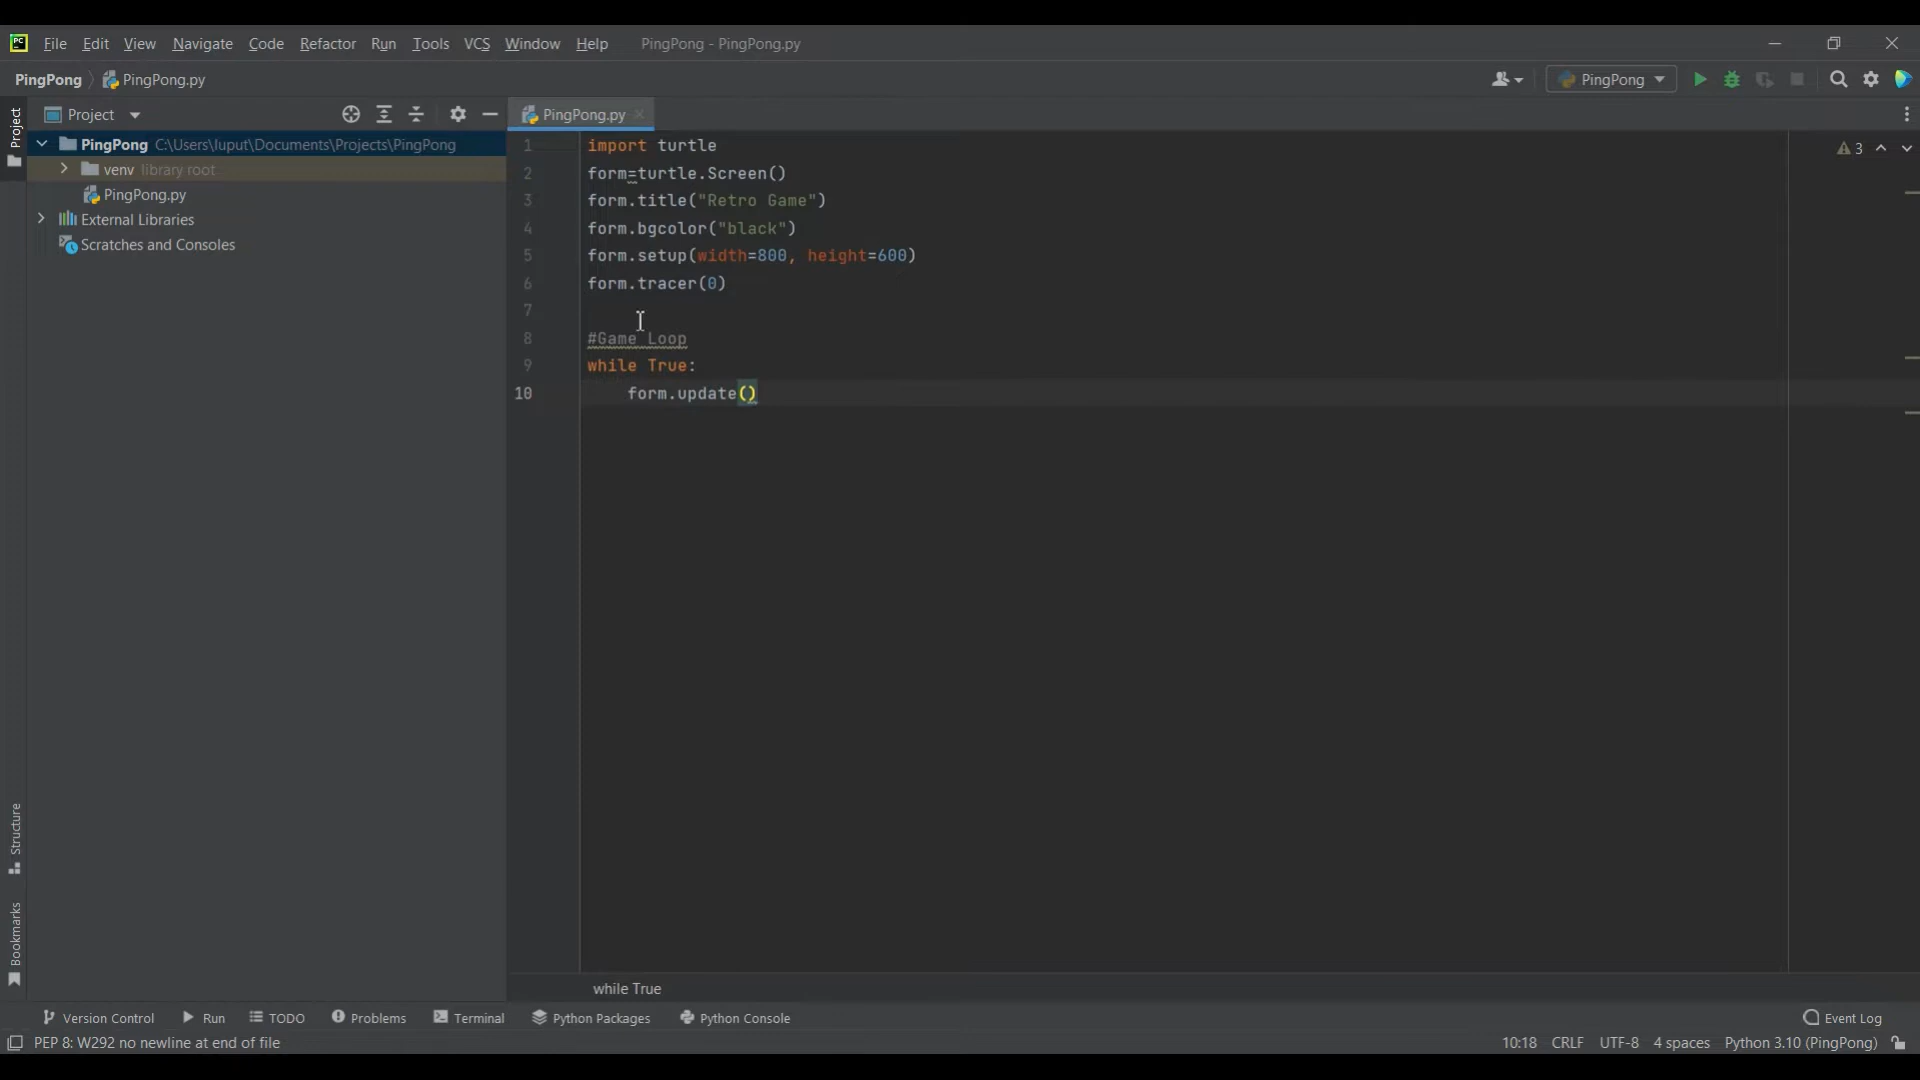 PC File Edit View Navigate Code Refactor Run Tools VCS Window Help PingPong - PingPong.py
PingPong PingPong.py PingPong
Project
Project
PingPong.py
PingPong C:\Users\luput\Documents\Projects\PingPong
venv library root
PingPong.py
External Libraries
Scratches and Consoles
1 import turtle
2 form=turtle.Screen()
3 form.title("Retro Game")
4 form.bgcolor("black")
5 form.setup(width=800, height=600)
6 form.tracer(0)
7
8 #Game Loop
9 while True:
10 form.update()
3
Structure
Bookmarks
while True
Version Control Run TODO Problems Terminal Python Packages Python Console Event Log
PEP 8: W292 no newline at end of file 10:18 CRLF UTF-8 4 spaces Python 3.10 (PingPong)